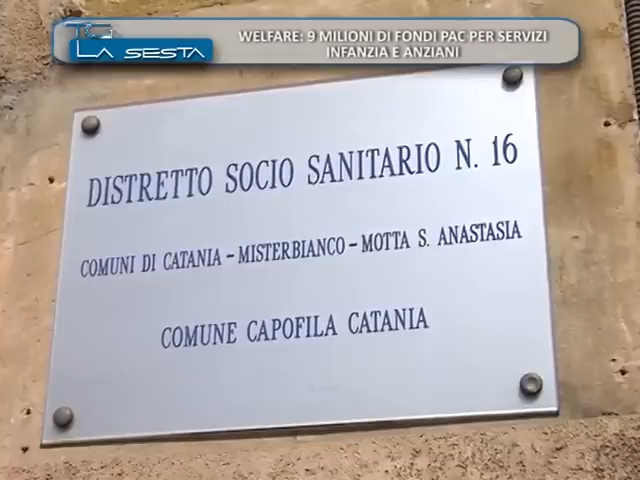 TG
LA SESTA
WELFARE: 9 MILIONI DI FONDI PAC PER SERVIZI
INFANZIA E ANZIANI
DISTRETTO SOCIO SANITARIO N. 16
COMUNI DI CATANIA - MISTERBIANCO - MOTTA S. ANASTASIA
COMUNE CAPOFILA CATANIA